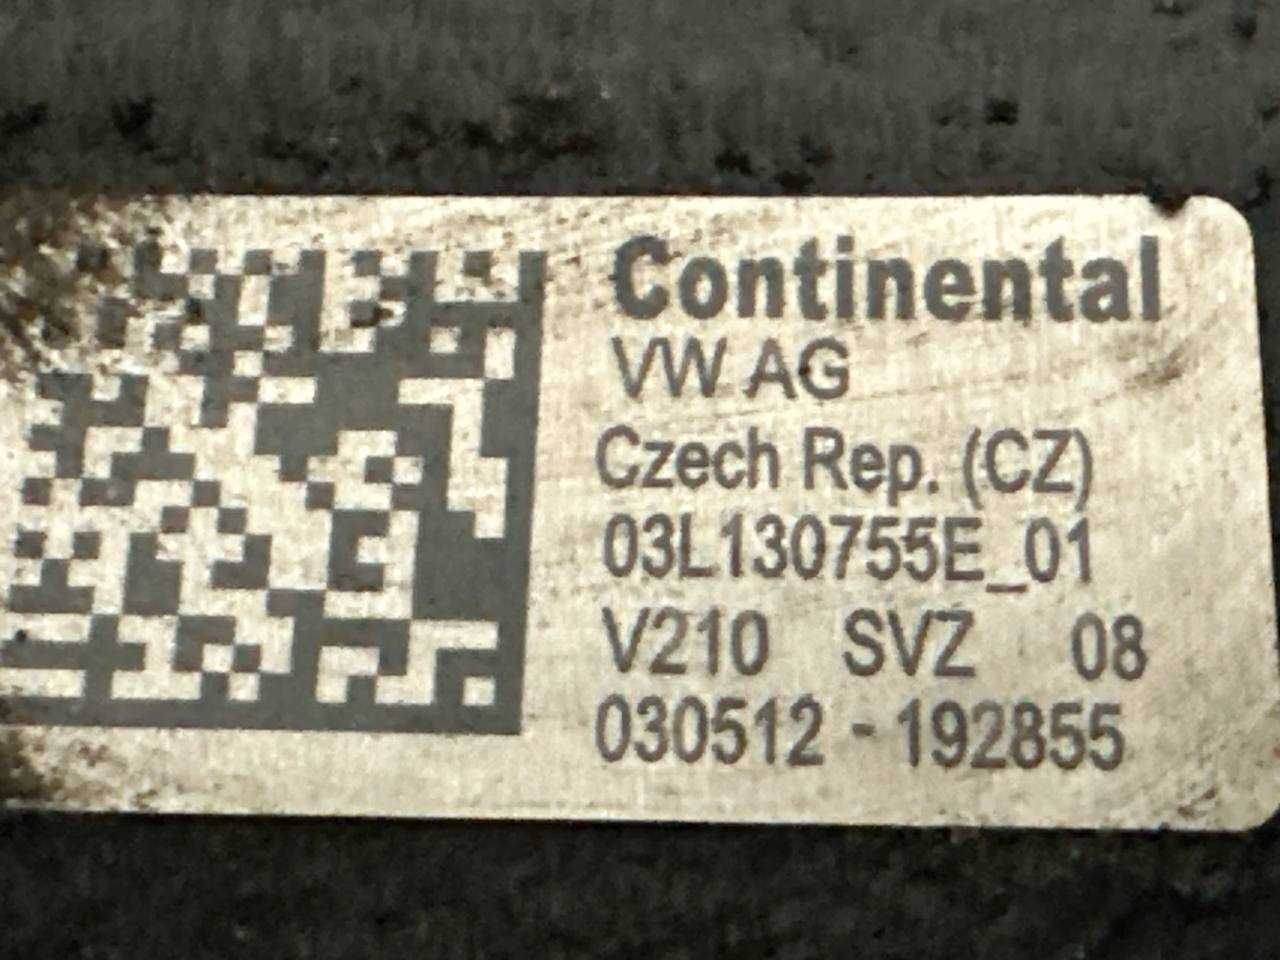 Continental
VW AG
Czech Rep. (CZ)
03L130755E_01
V210 SVZ 08
030512 - 192855